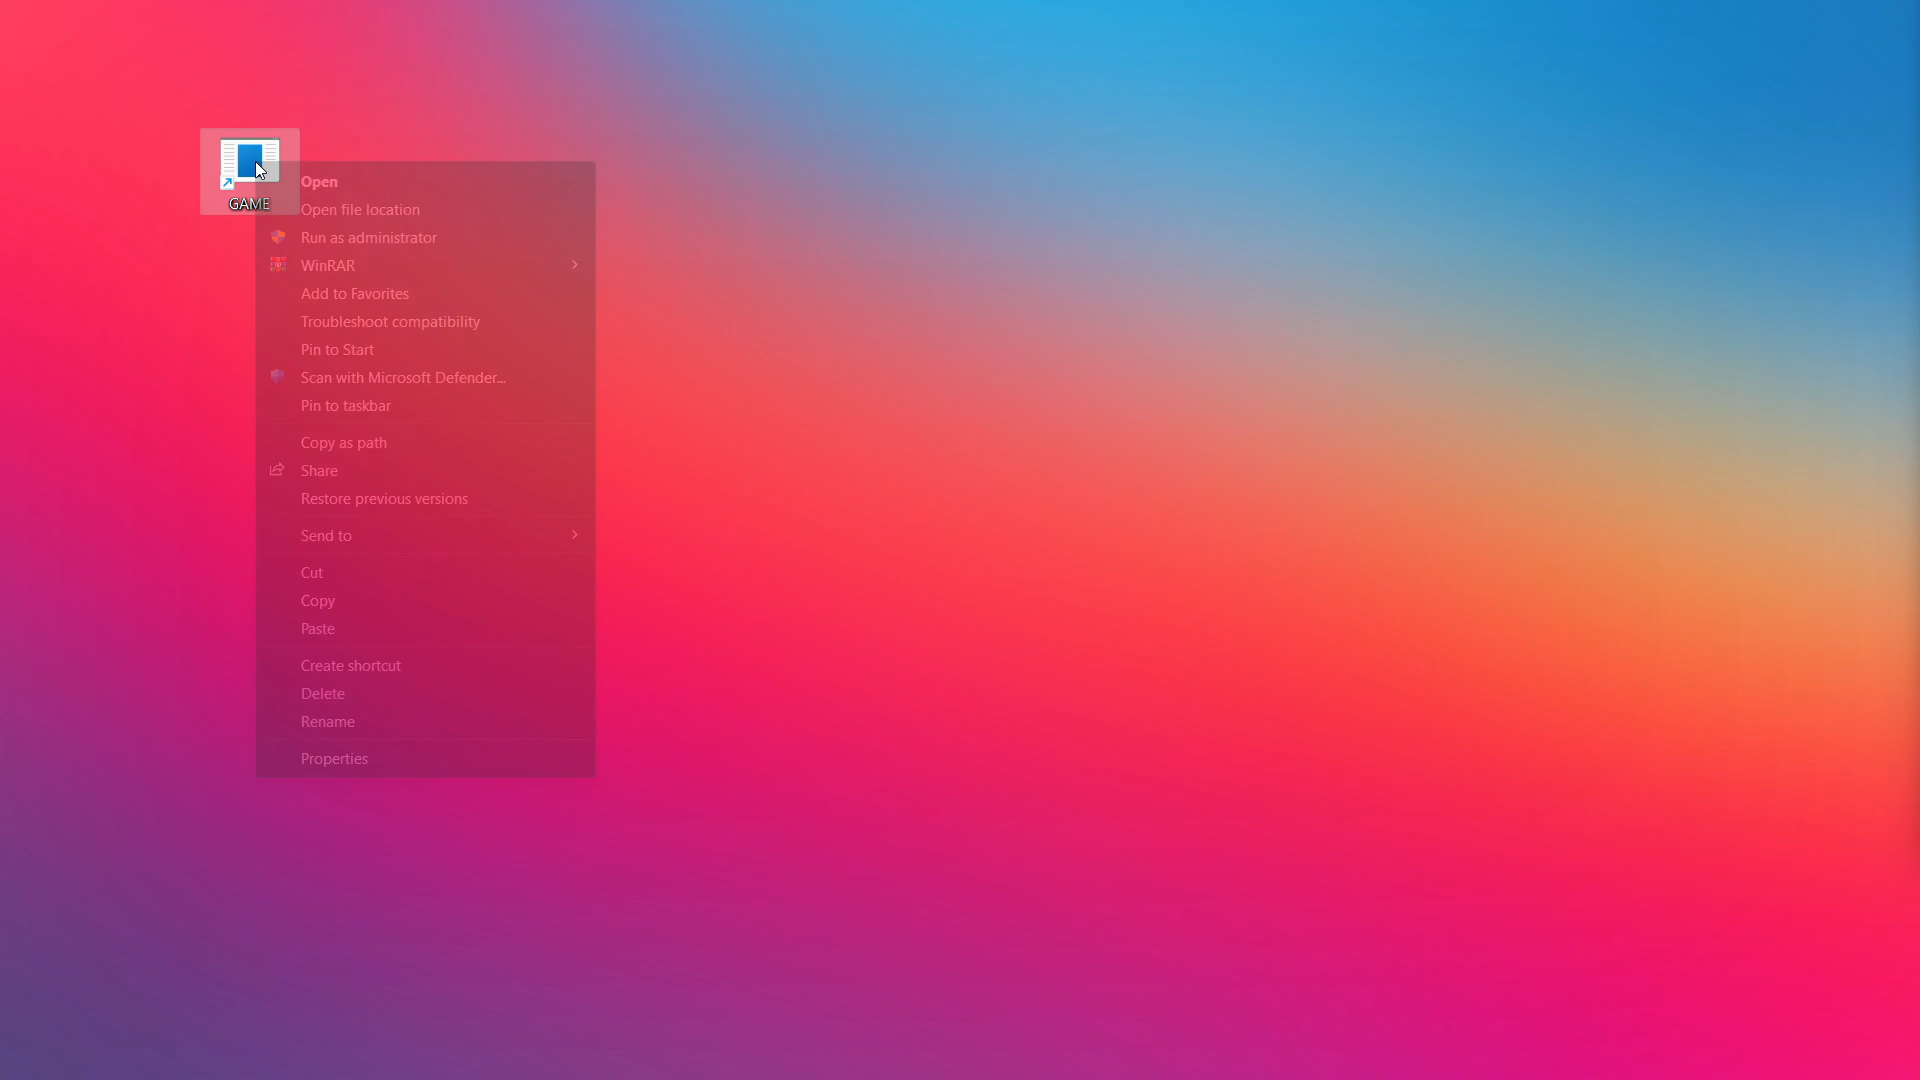 GAME
Open
Open file location
Run as administrator
WinRAR
Add to Favorites
Troubleshoot compatibility
Pin to Start
Scan with Microsoft Defender...
Pin to taskbar
Copy as path
Share
Restore previous versions
Send to
Cut
Copy
Paste
Create shortcut
Delete
Rename
Properties